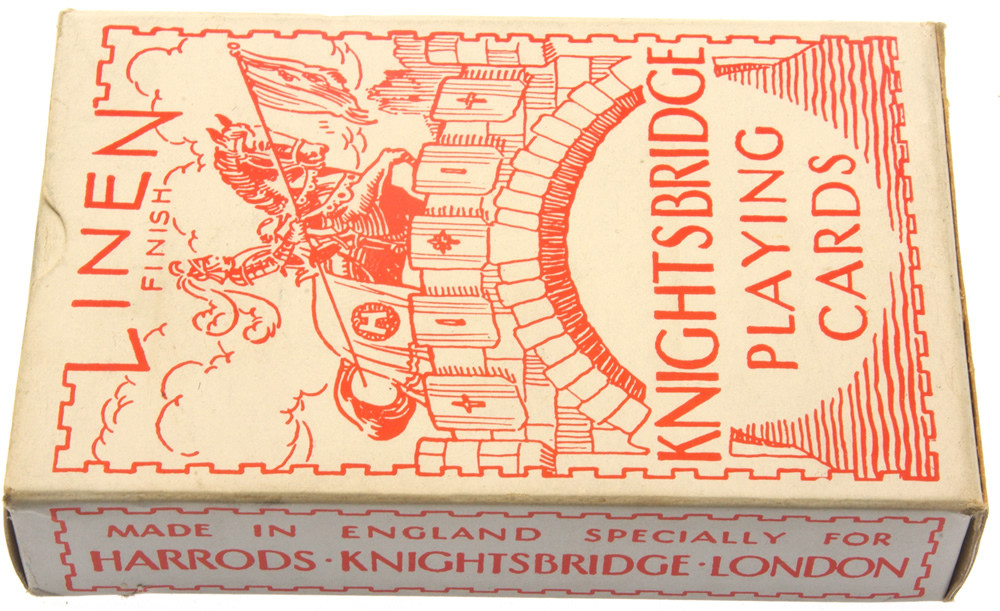 LINEN
FINISH
H
KNIGHTSBRIDGE
PLAYING
CARDS
MADE IN ENGLAND SPECIALLY FOR
HARRODS · KNIGHTSBRIDGE · LONDON